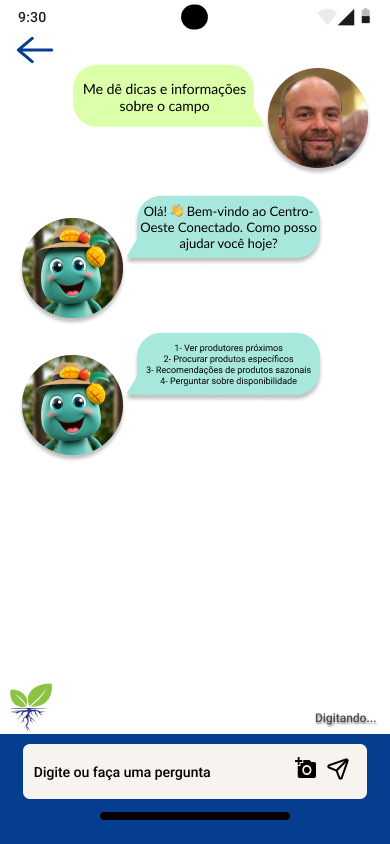 9:30
Me dê dicas e informações
sobre o campo
Olá! 👋 Bem-vindo ao Centro-
Oeste Conectado. Como posso
ajudar você hoje?
1- Ver produtores próximos
2- Procurar produtos específicos
3- Recomendações de produtos sazonais
4- Perguntar sobre disponibilidade
Digitando...
Digite ou faça uma pergunta